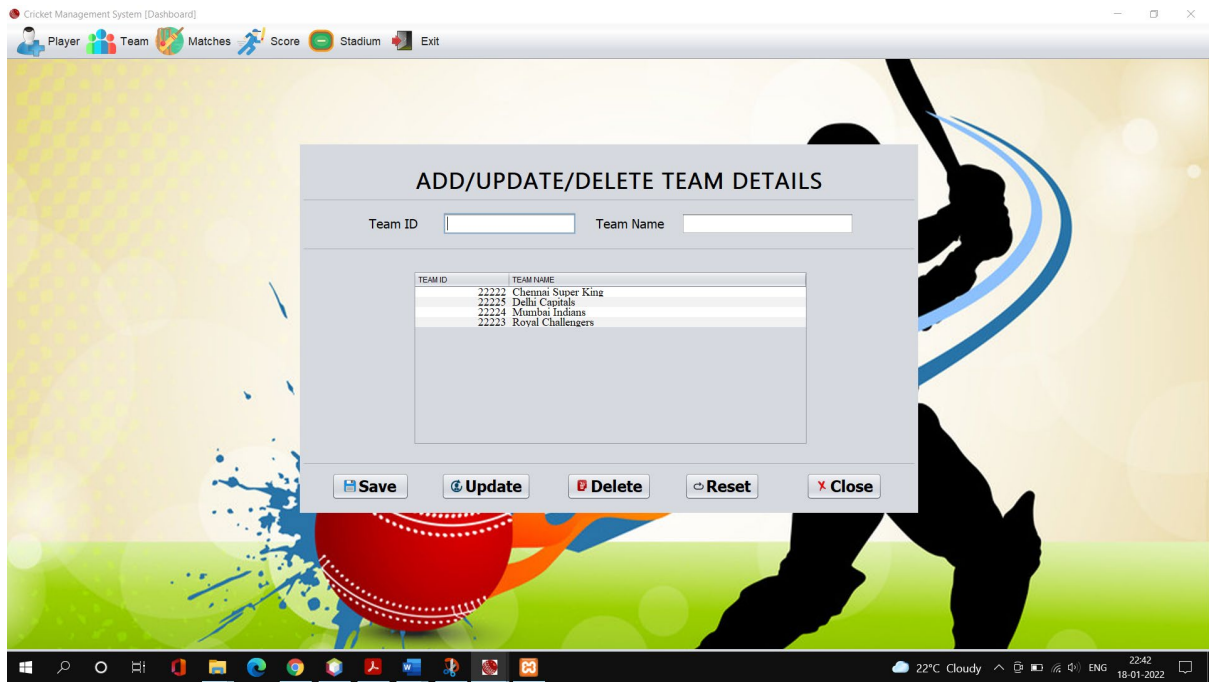 Cricket Management System [Dashboard]
Player Team Matches Score Stadium Exit
ADD/UPDATE/DELETE TEAM DETAILS
Team ID Team Name
TEAM ID TEAM NAME
22222 Chennai Super King
22225 Delhi Capitals
22224 Mumbai Indians
22223 Royal Challengers
Save Update Delete Reset Close
22°C Cloudy ENG 22:42
18-01-2022